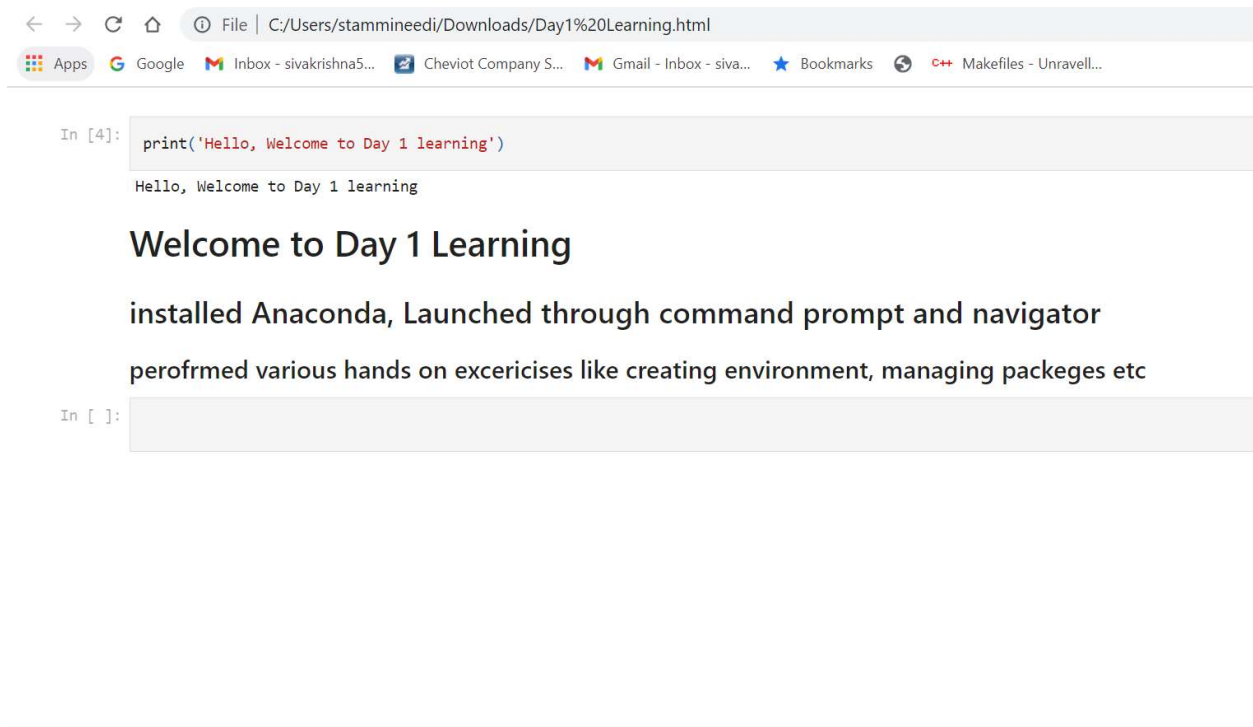 File | C:/Users/stammineedi/Downloads/Day1%20Learning.html
Apps Google Inbox - sivakrishna5... Cheviot Company S... Gmail - Inbox - siva... Bookmarks C++ Makefiles - Unravell...
In [4]: print('Hello, Welcome to Day 1 learning')
Hello, Welcome to Day 1 learning
Welcome to Day 1 Learning
installed Anaconda, Launched through command prompt and navigator
perofrmed various hands on excericises like creating environment, managing packeges etc
In [ ]: